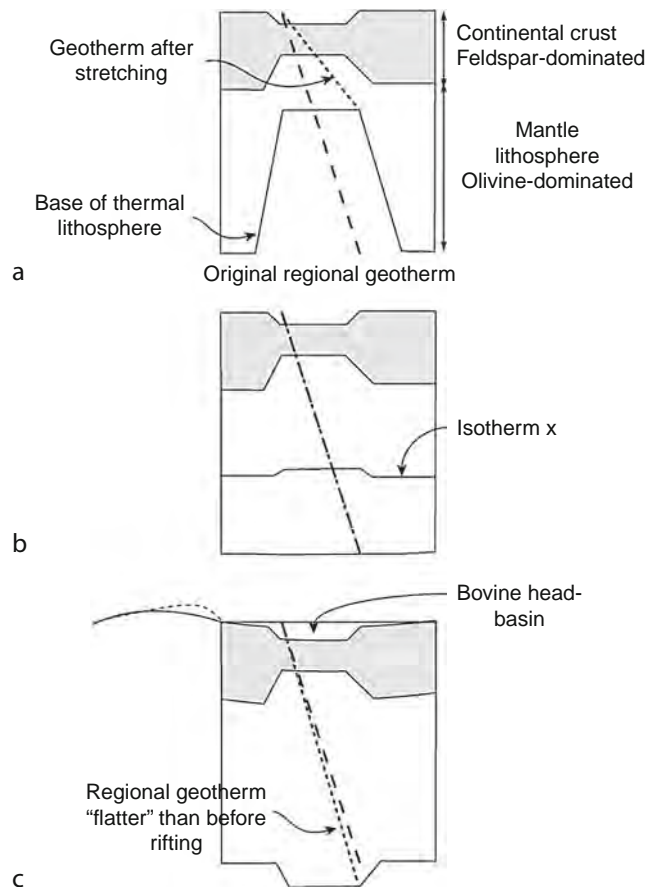 Geotherm after
stretching
Continental crust
Feldspar-dominated
Mantle
lithosphere
Olivine-dominated
Base of thermal
lithosphere
a
Original regional geotherm
Isotherm x
b
Bovine head-
basin
Regional geotherm
“flatter” than before
rifting
c